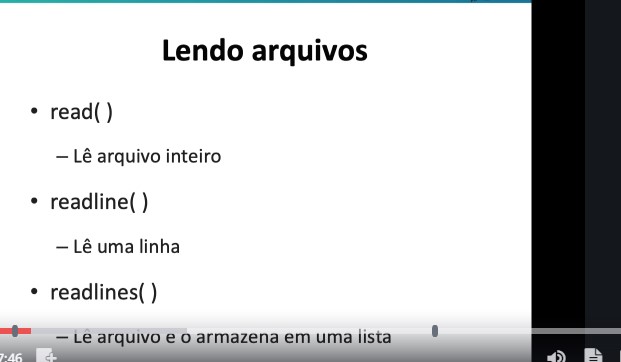 Lendo arquivos
• read( )
– Lê arquivo inteiro
• readline( )
– Lê uma linha
• readlines( )
– Lê arquivo e o armazena em uma lista
7:46